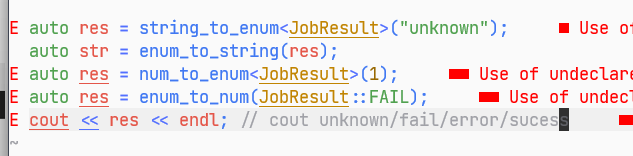 E auto res = string_to_enum<JobResult>("unknown"); ■ Use of
auto str = enum_to_string(res);
E auto res = num_to_enum<JobResult>(1); ■■ Use of undeclare
E auto res = enum_to_num(JobResult::FAIL); ■■ Use of undecl
E cout << res << endl; // cout unknown/fail/error/sucess ■
~